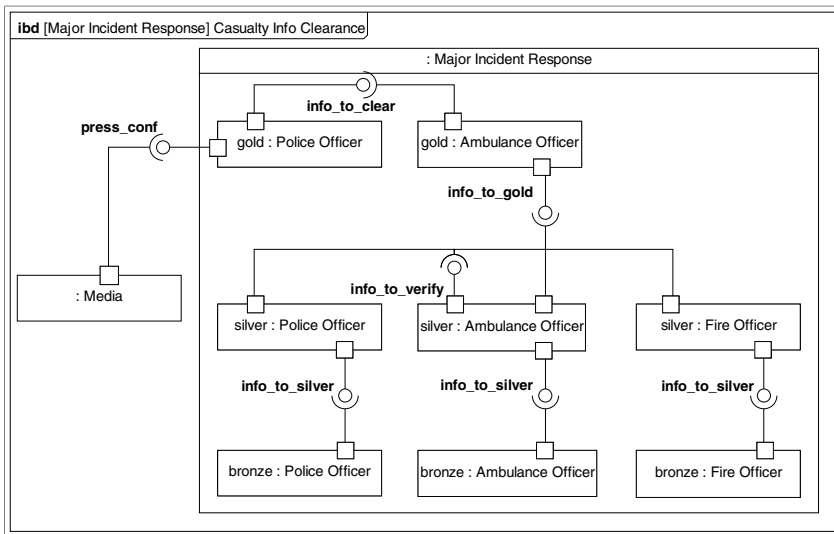 ibd [Major Incident Response] Casualty Info Clearance
: Major Incident Response
info_to_clear
press_conf
gold : Police Officer
gold : Ambulance Officer
info_to_gold
: Media
info_to_verify
silver : Police Officer
silver : Ambulance Officer
silver : Fire Officer
info_to_silver
info_to_silver
info_to_silver
bronze : Police Officer
bronze : Ambulance Officer
bronze : Fire Officer